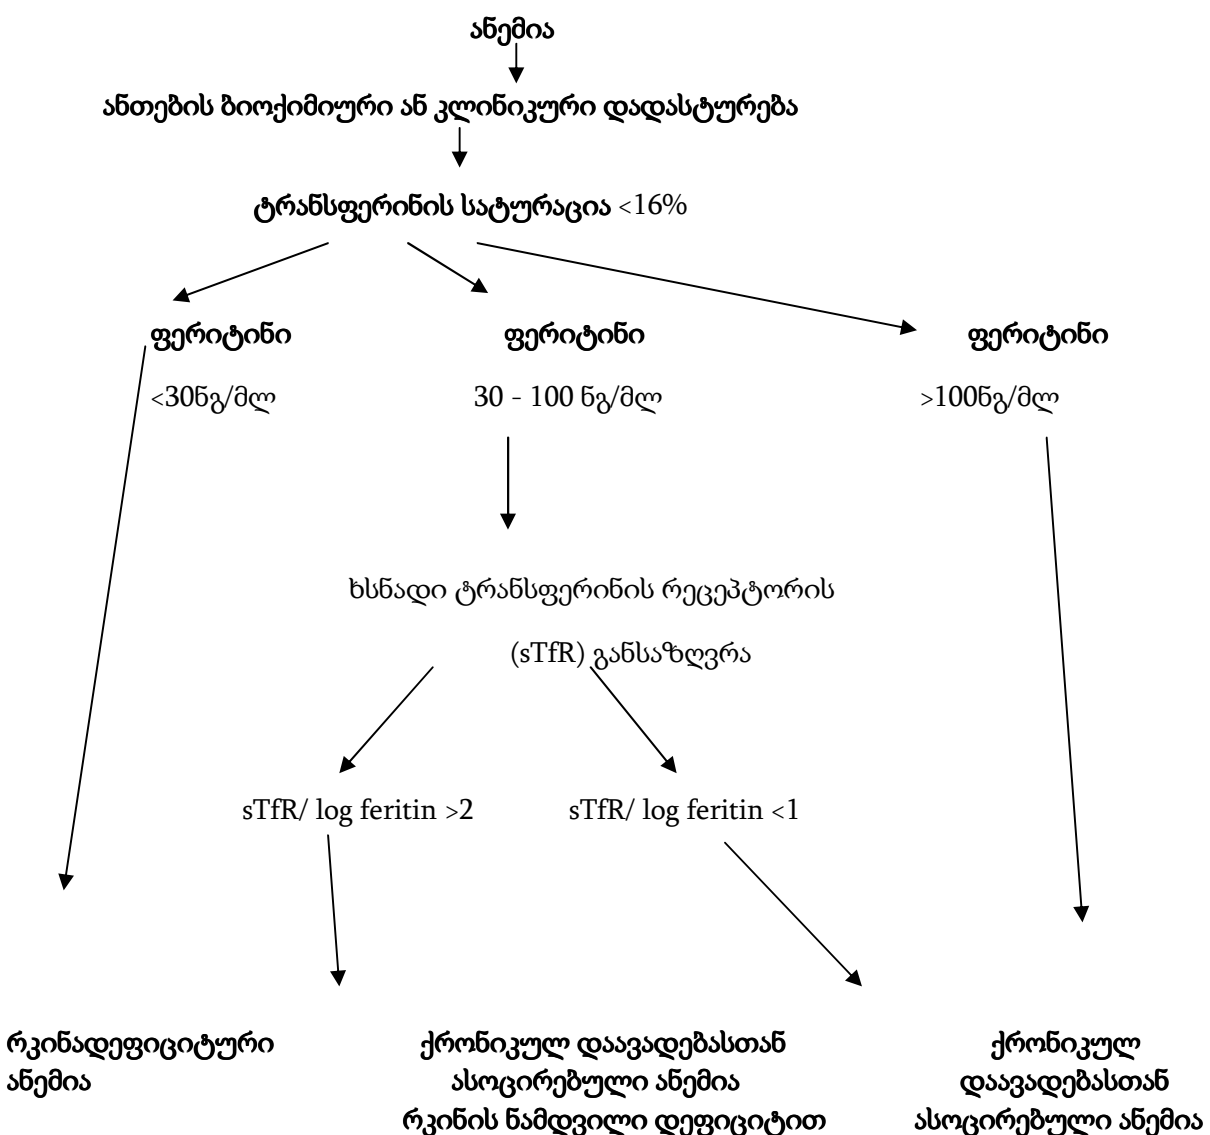 ანემია
ანთების ბიოქიმიური ან კლინიკური დადასტურება
ტრანსფერინის სატურაცია <16%
ფერიტინი
<30ნგ/მლ
ფერიტინი
30 - 100 ნგ/მლ
ფერიტინი
>100ნგ/მლ
ხსნადი ტრანსფერინის რეცეპტორის
(sTfR) განსაზღვრა
sTfR/ log feritin >2
sTfR/ log feritin <1
რკინადეფიციტური
ანემია
ქრონიკულ დაავადებასთან
ასოცირებული ანემია
რკინის ნამდვილი დეფიციტით
ქრონიკულ
დაავადებასთან
ასოცირებული ანემია